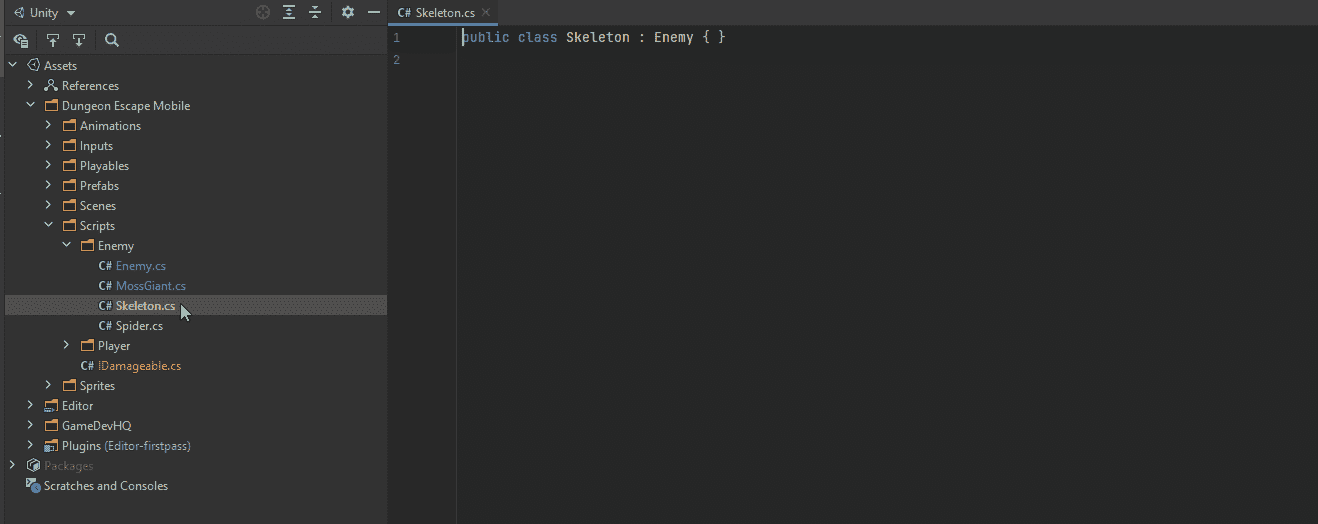 Unity
C# Skeleton.cs
1 public class Skeleton : Enemy { }
2
Assets
References
Dungeon Escape Mobile
Animations
Inputs
Playables
Prefabs
Scenes
Scripts
Enemy
C# Enemy.cs
C# MossGiant.cs
C# Skeleton.cs
C# Spider.cs
Player
C# IDamageable.cs
Sprites
Editor
GameDevHQ
Plugins (Editor-firstpass)
Packages
Scratches and Consoles